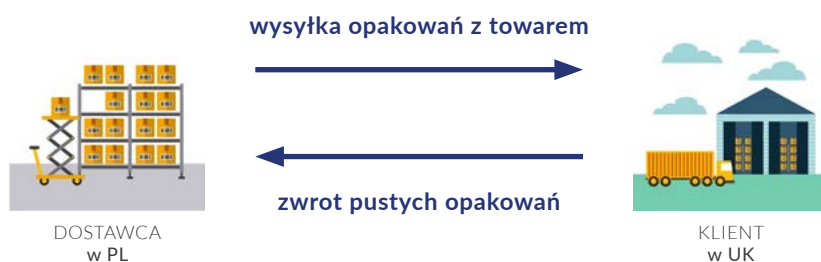 wysyłka opakowań z towarem
zwrot pustych opakowań
DOSTAWCA
w PL
KLIENT
w UK